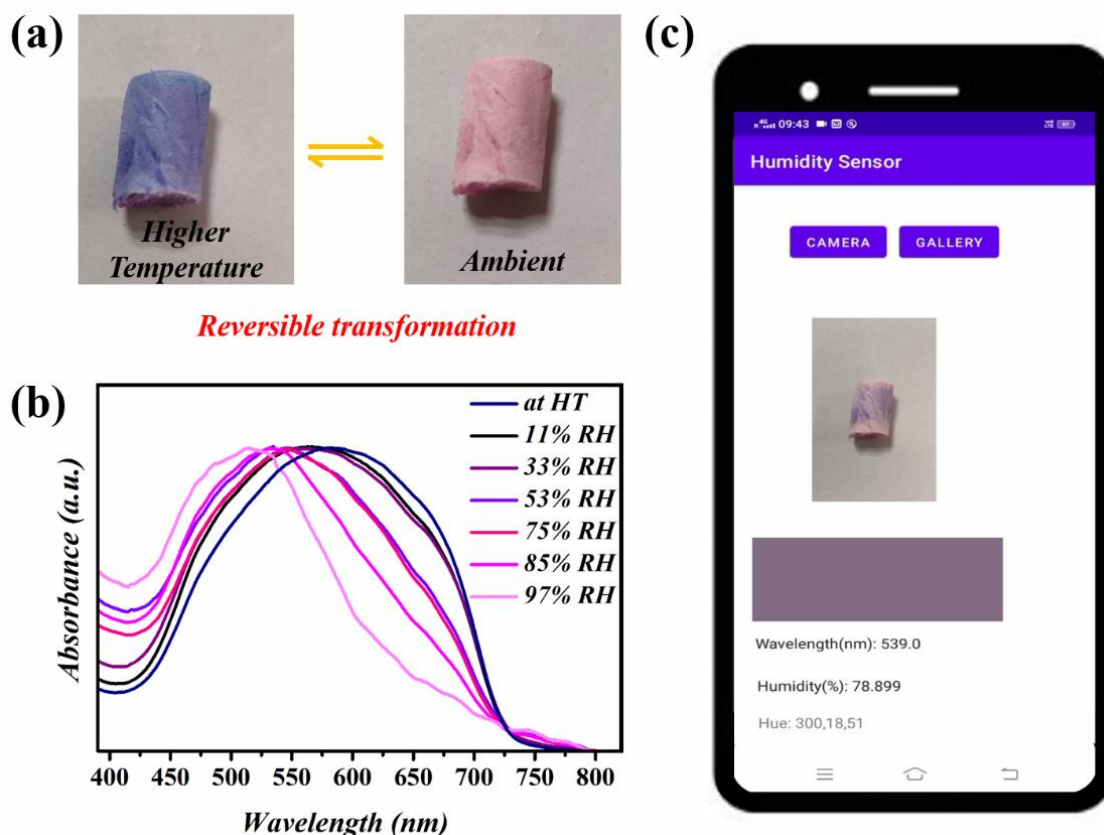 (a)
Higher
Temperature
Ambient
Reversible transformation
(b)
Absorbance (a.u.)
at HT
11% RH
33% RH
53% RH
75% RH
85% RH
97% RH
400 450 500 550 600 650 700 750 800
Wavelength (nm)
(c)
09:43
Humidity Sensor
CAMERA GALLERY
Wavelength(nm): 539.0
Humidity(%): 78.899
Hue: 300,18,51